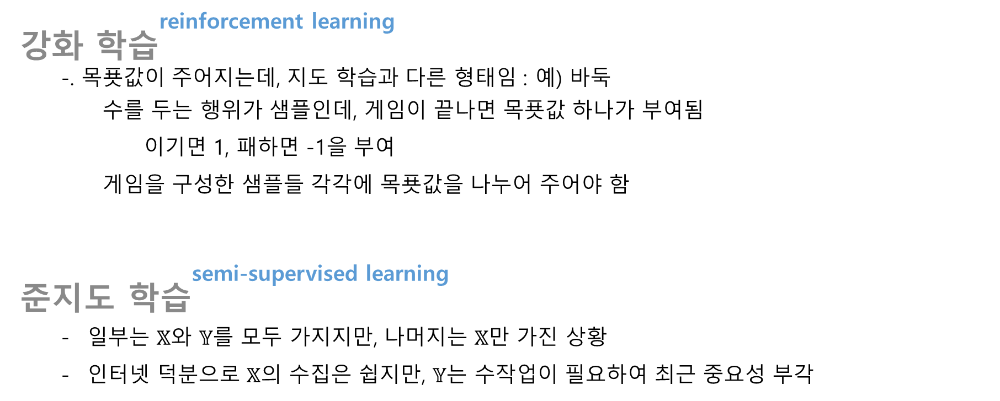 reinforcement learning
강화 학습
-. 목푯값이 주어지는데, 지도 학습과 다른 형태임 : 예) 바둑
수를 두는 행위가 샘플인데, 게임이 끝나면 목푯값 하나가 부여됨
이기면 1, 패하면 -1을 부여
게임을 구성한 샘플들 각각에 목푯값을 나누어 주어야 함
semi-supervised learning
준지도 학습
- 일부는 𝕏와 𝕐를 모두 가지지만, 나머지는 𝕏만 가진 상황
- 인터넷 덕분으로 𝕏의 수집은 쉽지만, 𝕐는 수작업이 필요하여 최근 중요성 부각